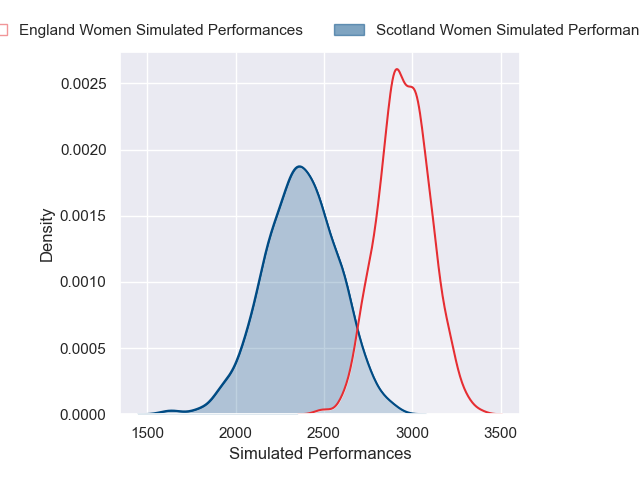 England Women Simulated Performances
Scotland Women Simulated Performan
0.0025
0.0020
0.0015
0.0010
0.0005
0.0000
Density
1500 2000 2500 3000 3500
Simulated Performances